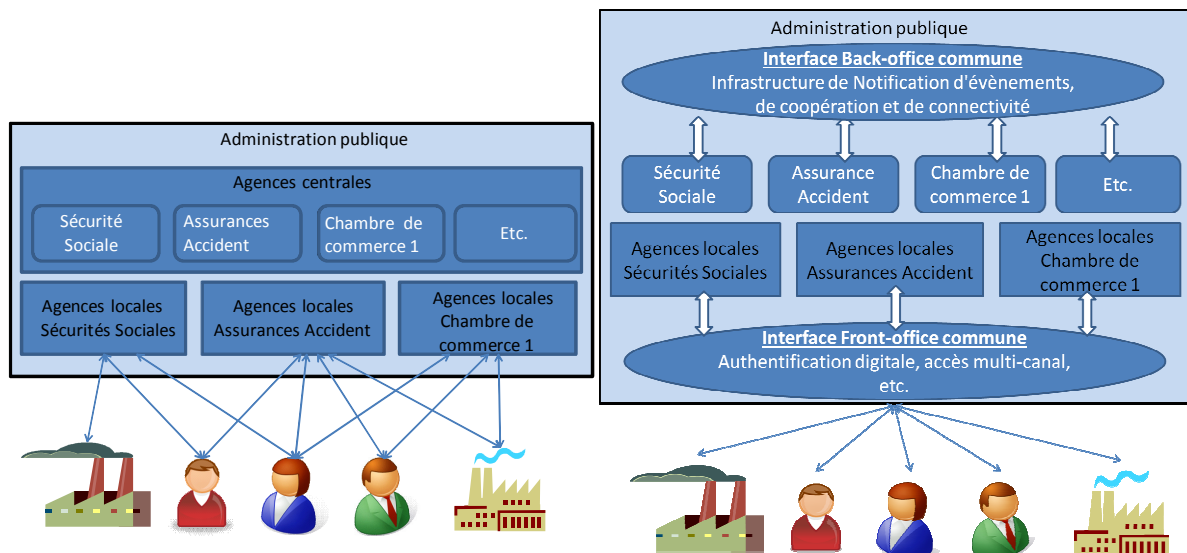 Administration publique
Agences centrales
Sécurité
Sociale
Assurances
Accident
Chambre de
commerce 1
Etc.
Agences locales
Sécurités Sociales
Agences locales
Assurances Accident
Agences locales
Chambre de
commerce 1
Administration publique
Interface Back-office commune
Infrastructure de Notification d'évènements,
de coopération et de connectivité
Sécurité
Sociale
Assurance
Accident
Chambre de
commerce 1
Etc.
Agences locales
Sécurités Sociales
Agences locales
Assurances Accident
Agences locales
Chambre de
commerce 1
Interface Front-office commune
Authentification digitale, accès multi-canal,
etc.